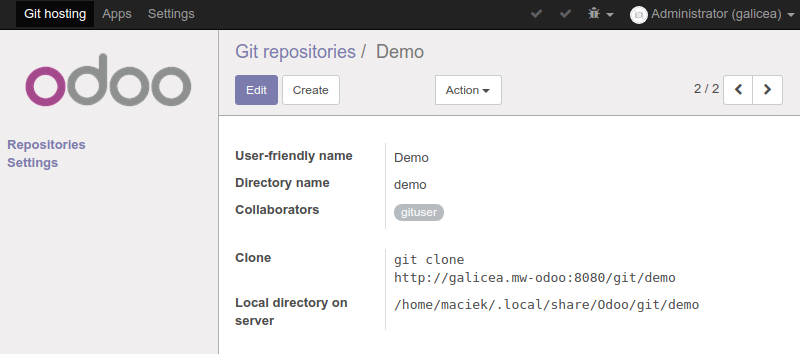 Git hosting Apps Settings Administrator (galicea)
odoo
Repositories
Settings
Git repositories / Demo
Edit Create Action 2 / 2
User-friendly name Demo
Directory name demo
Collaborators gituser
Clone git clone
http://galicea.mw-odoo:8080/git/demo
Local directory on /home/maciek/.local/share/Odoo/git/demo
server